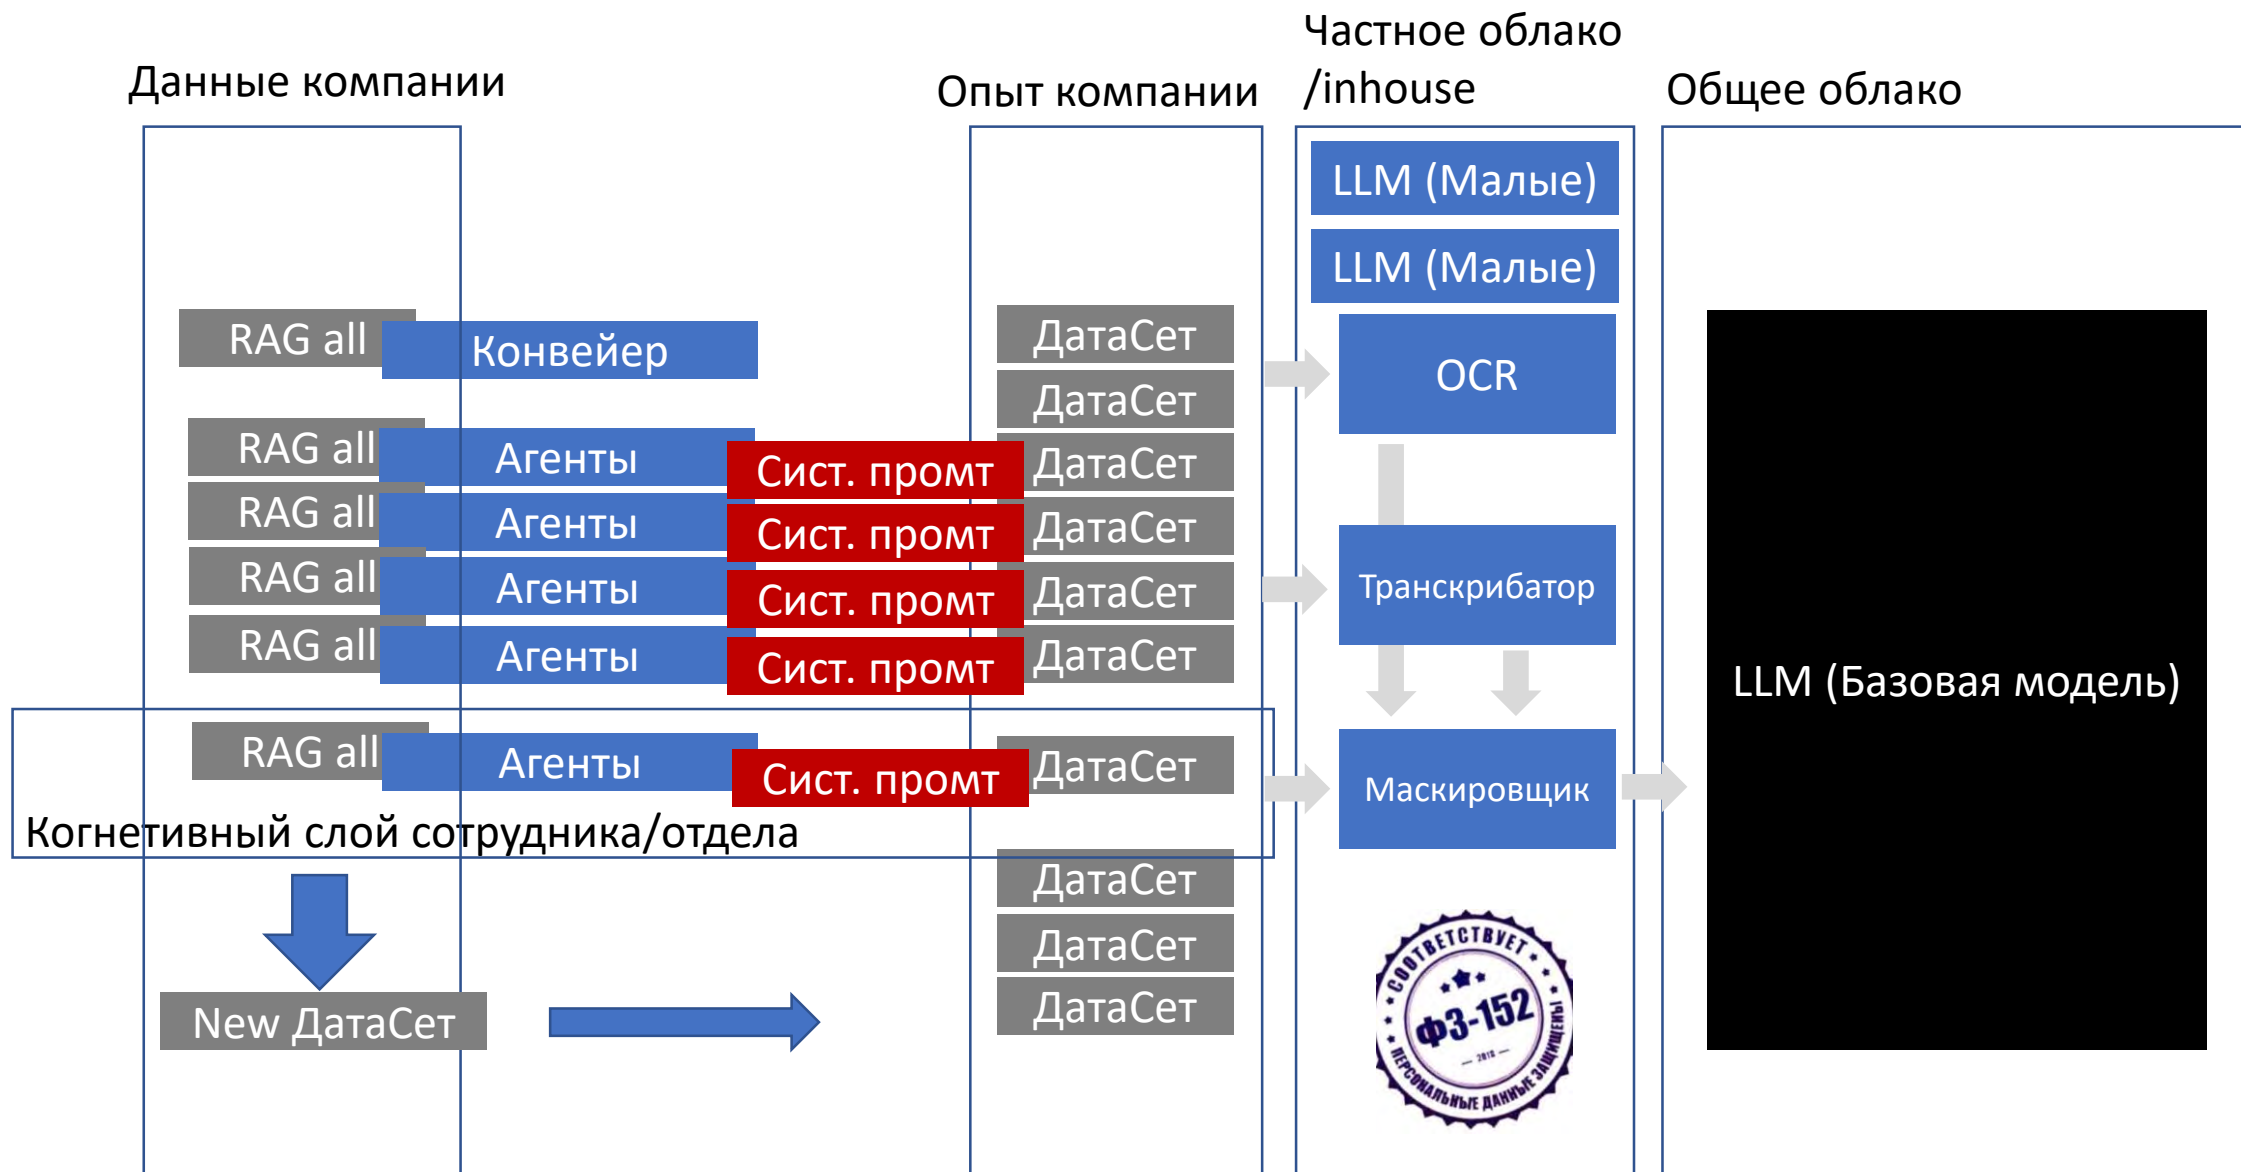 Данные компании
Опыт компании
Частное облако
/inhouse
Общее облако
LLM (Малые)
LLM (Малые)
RAG all
Конвейер
ДатаСет
ДатаСет
OCR
RAG all
Агенты
Сист. промт
ДатаСет
RAG all
Агенты
Сист. промт
ДатаСет
RAG all
Агенты
Сист. промт
ДатаСет
Транскрибатор
RAG all
Агенты
Сист. промт
ДатаСет
LLM (Базовая модель)
RAG all
Агенты
Сист. промт
ДатаСет
Маскировщик
Когнетивный слой сотрудника/отдела
ДатаСет
ДатаСет
ДатаСет
New ДатаСет
СООТВЕТСТВУЕТ
ФЗ-152
2018
ПЕРСОНАЛЬНЫЕ ДАННЫЕ ЗАЩИЩЕНЫ